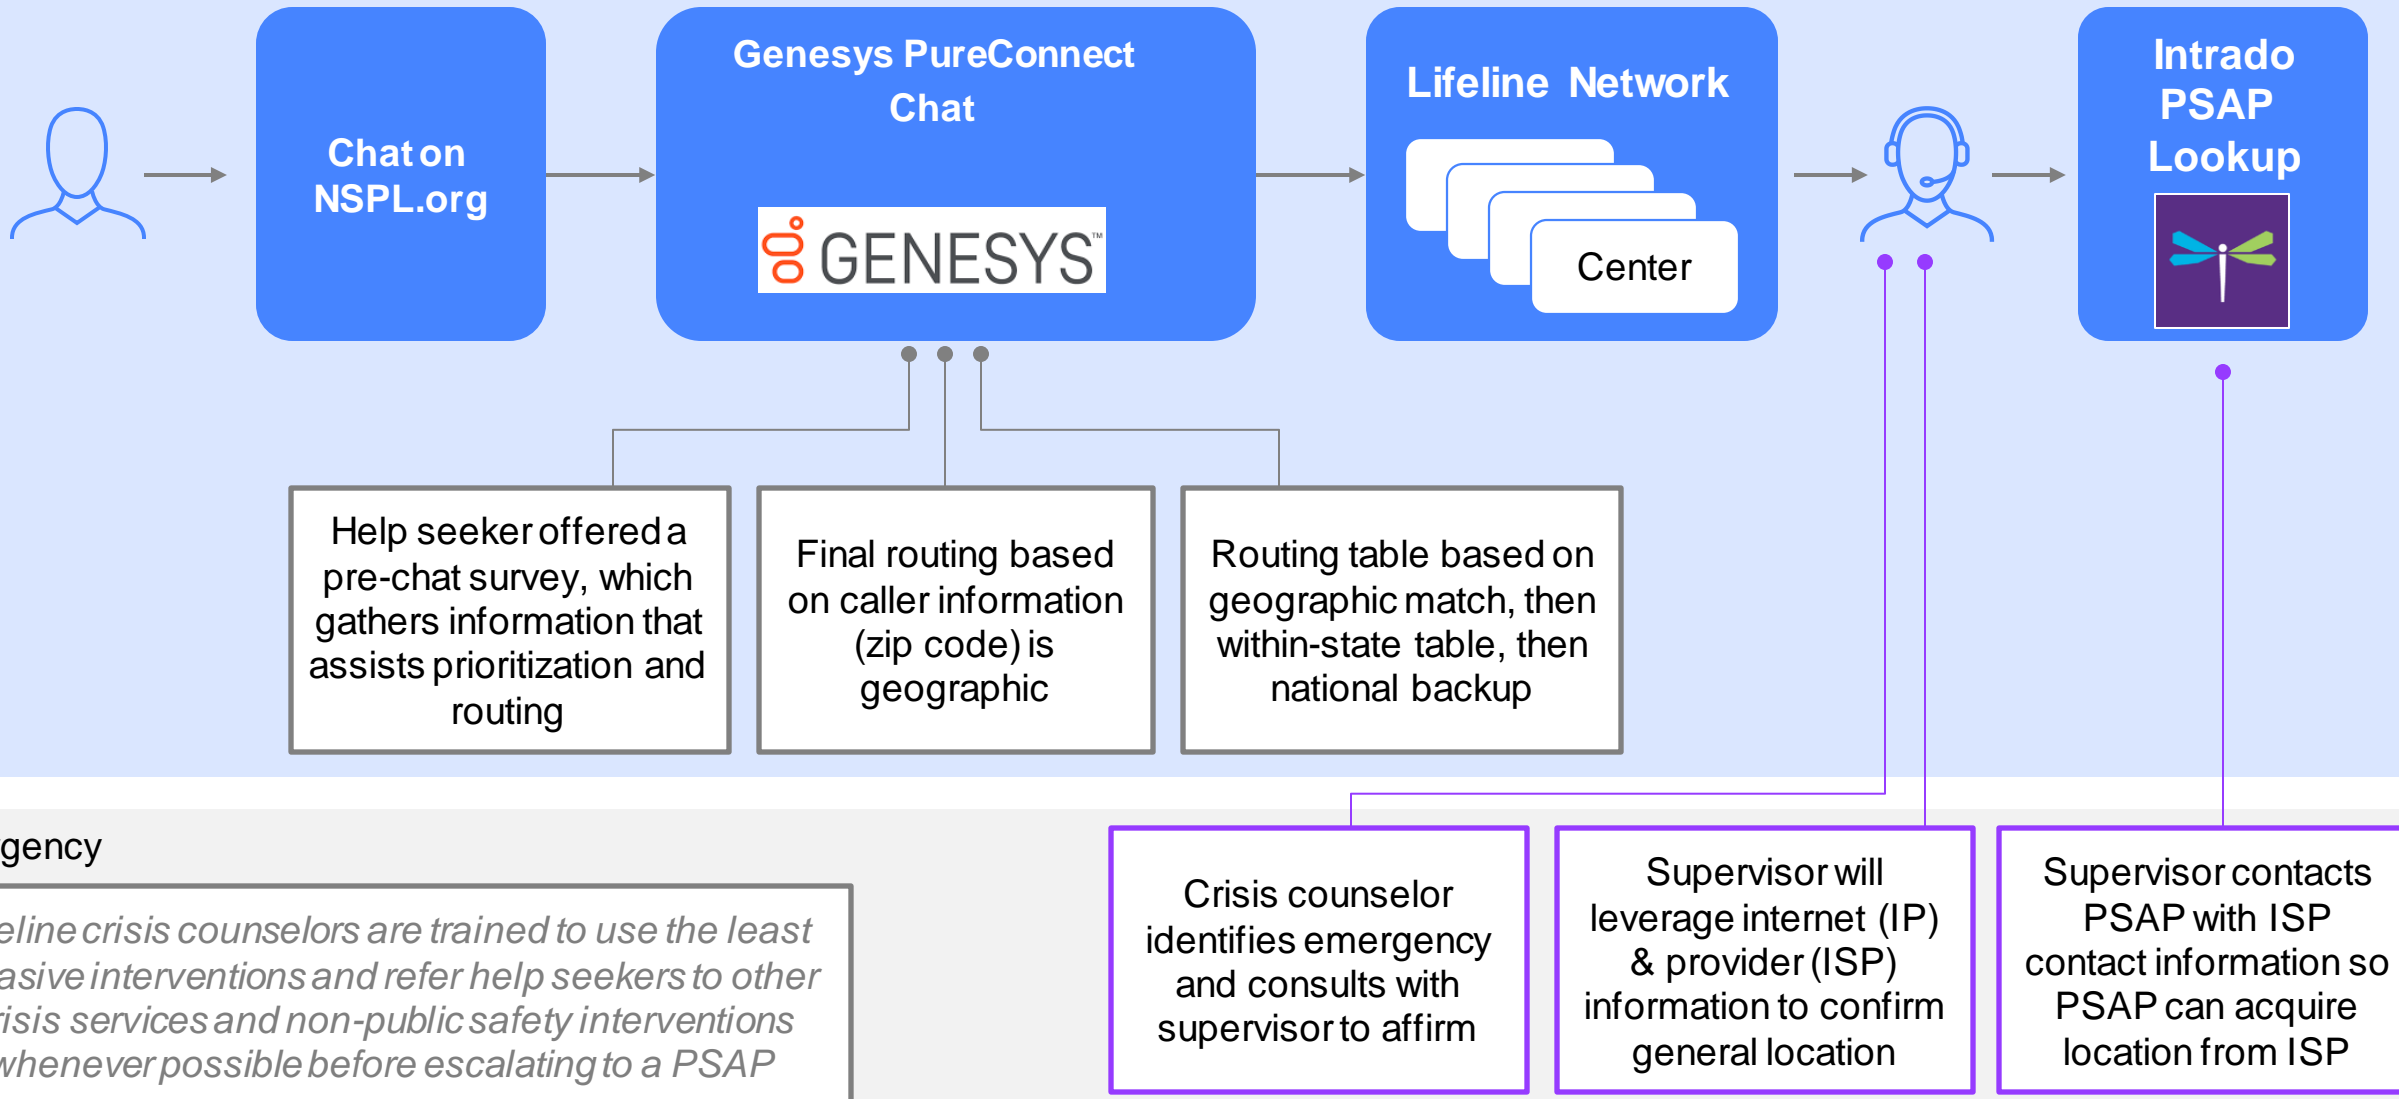 Chat on
NSPL.org
Genesys PureConnect
Chat
GENESYS™
Lifeline Network
Center
Intrado
PSAP
Lookup
Help seeker offered a
pre-chat survey, which
gathers information that
assists prioritization and
routing
Final routing based
on caller information
(zip code) is
geographic
Routing table based on
geographic match, then
within-state table, then
national backup
gency
eline crisis counselors are trained to use the least
asive interventions and refer help seekers to other
risis services and non-public safety interventions
whenever possible before escalating to a PSAP
Crisis counselor
identifies emergency
and consults with
supervisor to affirm
Supervisor will
leverage internet (IP)
& provider (ISP)
information to confirm
general location
Supervisor contacts
PSAP with ISP
contact information so
PSAP can acquire
location from ISP